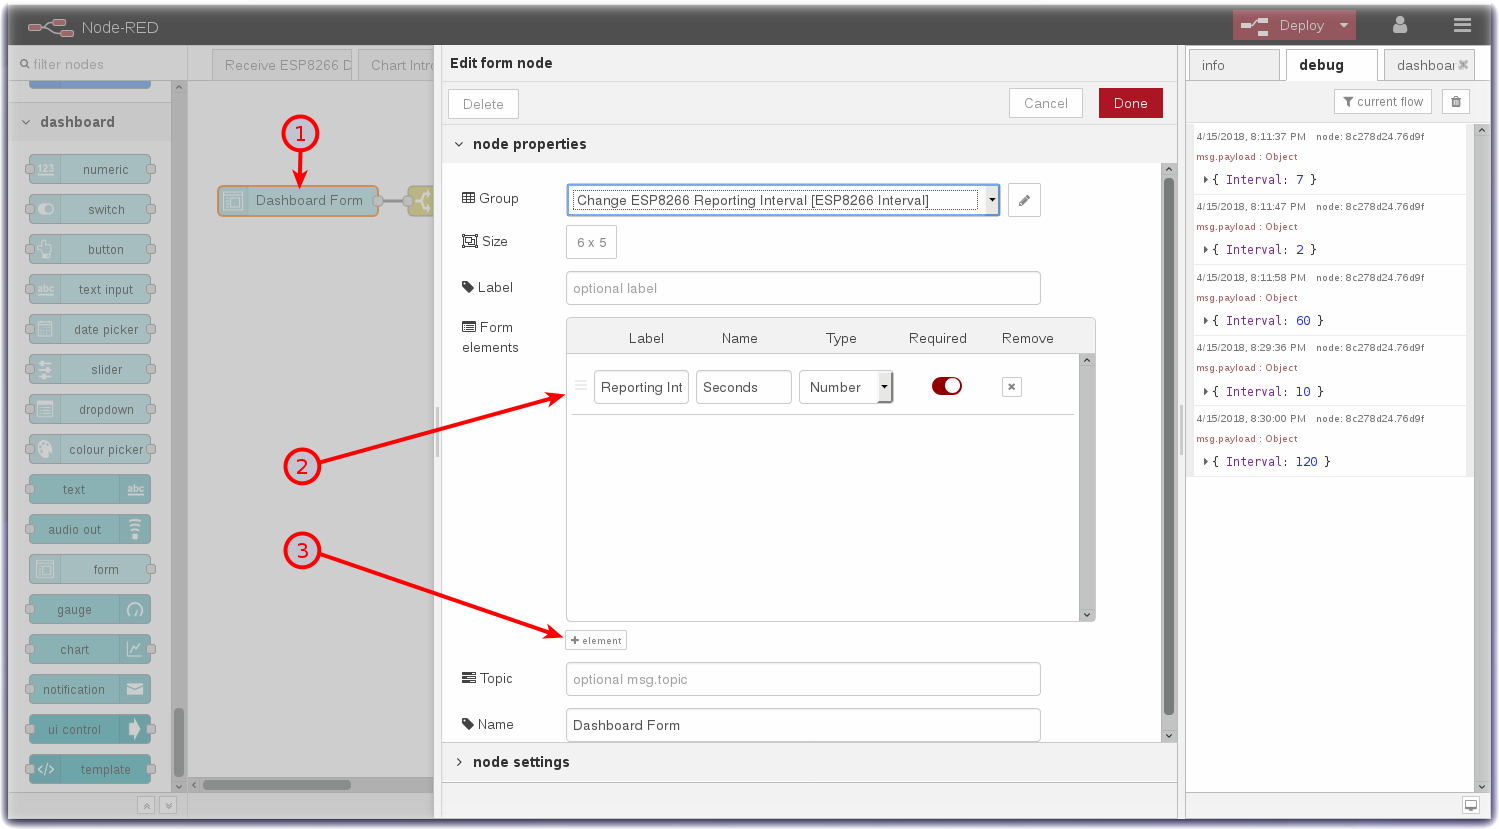 Node-RED
Deploy
filter nodes
Receive ESP8266 D
Chart Intro
Edit form node
info
debug
dashboar
Delete
Cancel
Done
current flow
dashboard
node properties
1
numeric
switch
button
text input
date picker
slider
dropdown
colour picker
text
audio out
form
gauge
chart
notification
ui control
template
123
abc
abc
Dashboard Form
Group
Change ESP8266 Reporting Interval [ESP8266 Interval]
Size
6 x 5
Label
optional label
Form
elements
Label Name Type Required Remove
Reporting Int
Seconds
Number
2
3
+ element
Topic
optional msg.topic
Name
Dashboard Form
node settings
4/15/2018, 8:11:37 PM node: 8c278d24.76d9f
msg.payload : Object
{ Interval: 7 }
4/15/2018, 8:11:47 PM node: 8c278d24.76d9f
msg.payload : Object
{ Interval: 2 }
4/15/2018, 8:11:58 PM node: 8c278d24.76d9f
msg.payload : Object
{ Interval: 60 }
4/15/2018, 8:29:36 PM node: 8c278d24.76d9f
msg.payload : Object
{ Interval: 10 }
4/15/2018, 8:30:00 PM node: 8c278d24.76d9f
msg.payload : Object
{ Interval: 120 }